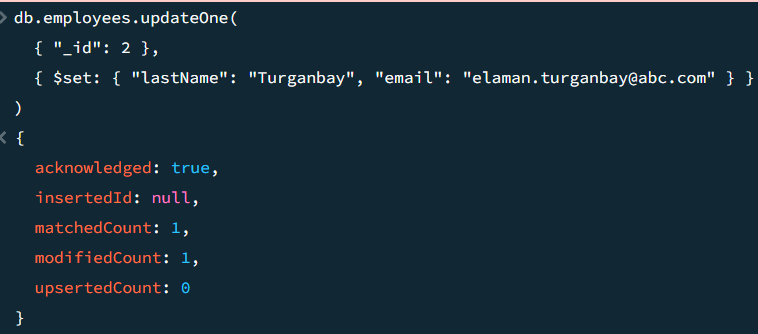 db.employees.updateOne(
{ "_id": 2 },
{ $set: { "lastName": "Turganbay", "email": "elaman.turganbay@abc.com" } }
)
{
acknowledged: true,
insertedId: null,
matchedCount: 1,
modifiedCount: 1,
upsertedCount: 0
}